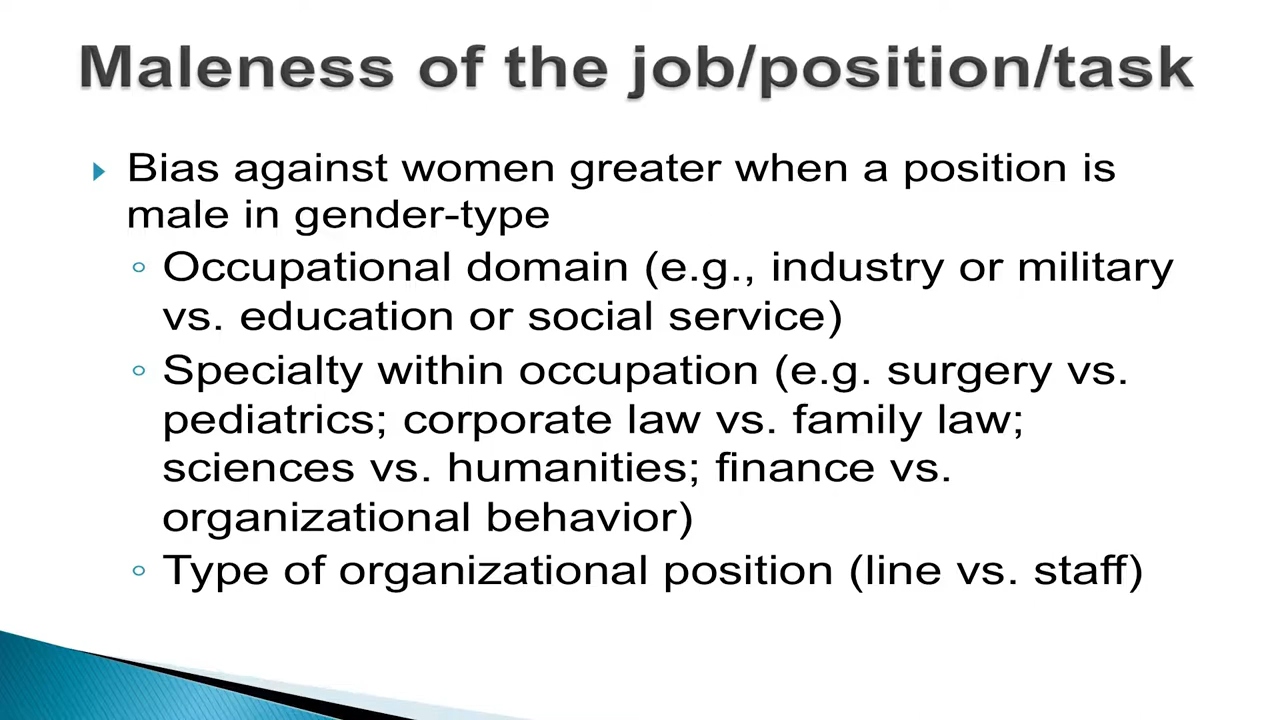 Maleness of the job/position/task
Bias against women greater when a position is
male in gender-type
Occupational domain (e.g., industry or military
vs. education or social service)
Specialty within occupation (e.g. surgery vs.
pediatrics; corporate law vs. family law;
sciences vs. humanities; finance vs.
organizational behavior)
Type of organizational position (line vs. staff)